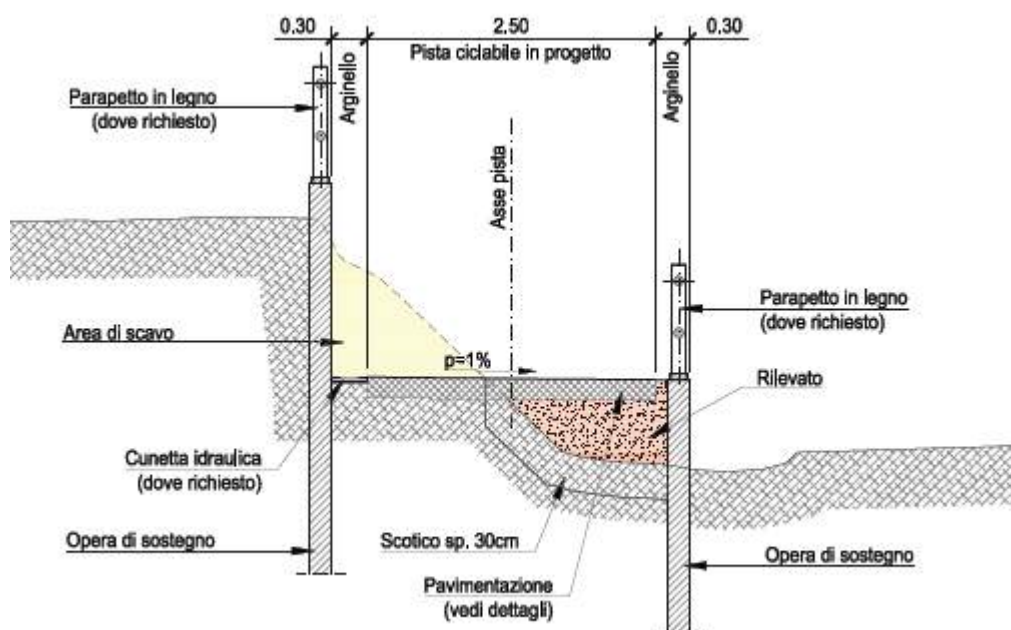 0.30
2.50
0.30
Pista ciclabile in progetto
Arginello
Arginello
Parapetto in legno
(dove richiesto)
Asse pista
Parapetto in legno
(dove richiesto)
Area di scavo
p=1%
Rilevato
Cunetta idraulica
(dove richiesto)
Scotico sp. 30cm
Opera di sostegno
Opera di sostegno
Pavimentazione
(vedi dettagli)